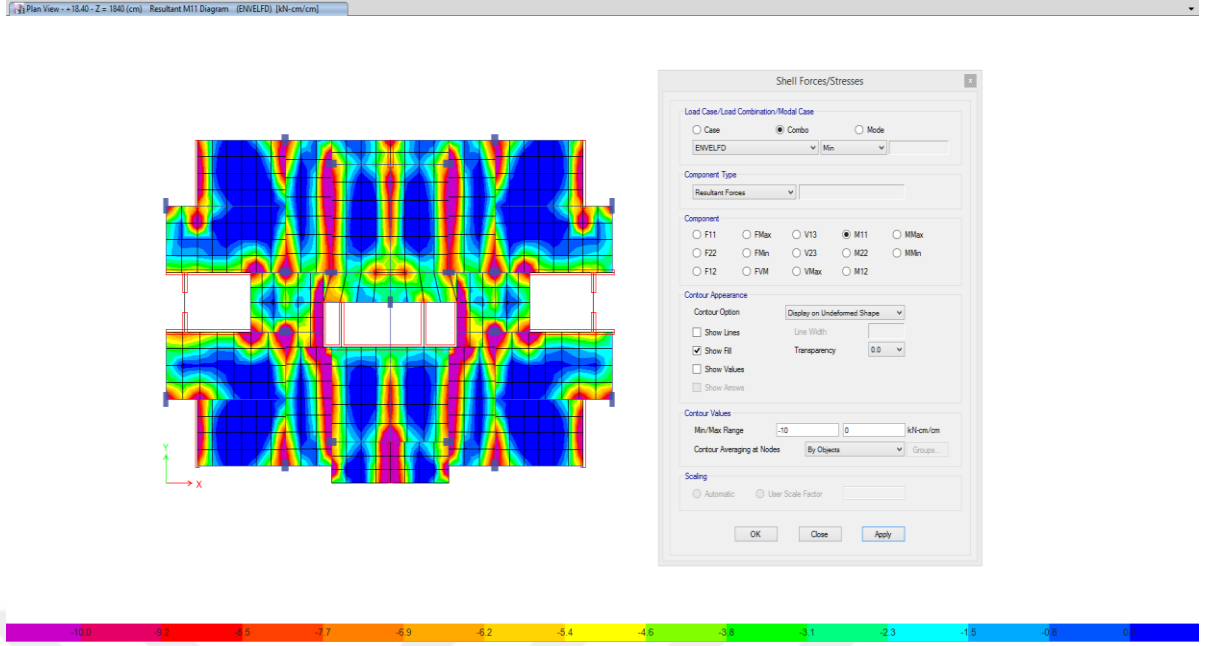 Plan View - +18.40 - Z = 1840 (cm) Resultant M11 Diagram (ENVELFD) [kN-cm/cm]
Shell Forces/Stresses
x
Load Case/Load Combination/Modal Case
Case Combo Mode
ENVELFD Min
Component Type
Resultant Forces
Component
F11 FMax V13 M11 MMax
F22 FMin V23 M22 MMin
F12 FVM VMax M12
Contour Appearance
Contour Option Display on Undeformed Shape
Show Lines Line Width
Show Fill Transparency 0.0
Show Values
Show Arrows
Contour Values
Min/Max Range -10 0 kN-cm/cm
Contour Averaging at Nodes By Objects Groups...
Scaling
Automatic User Scale Factor
OK Close Apply
Y
X
-10.0 -9.2 -8.5 -7.7 -6.9 -6.2 -5.4 -4.6 -3.8 -3.1 -2.3 -1.5 -0.8